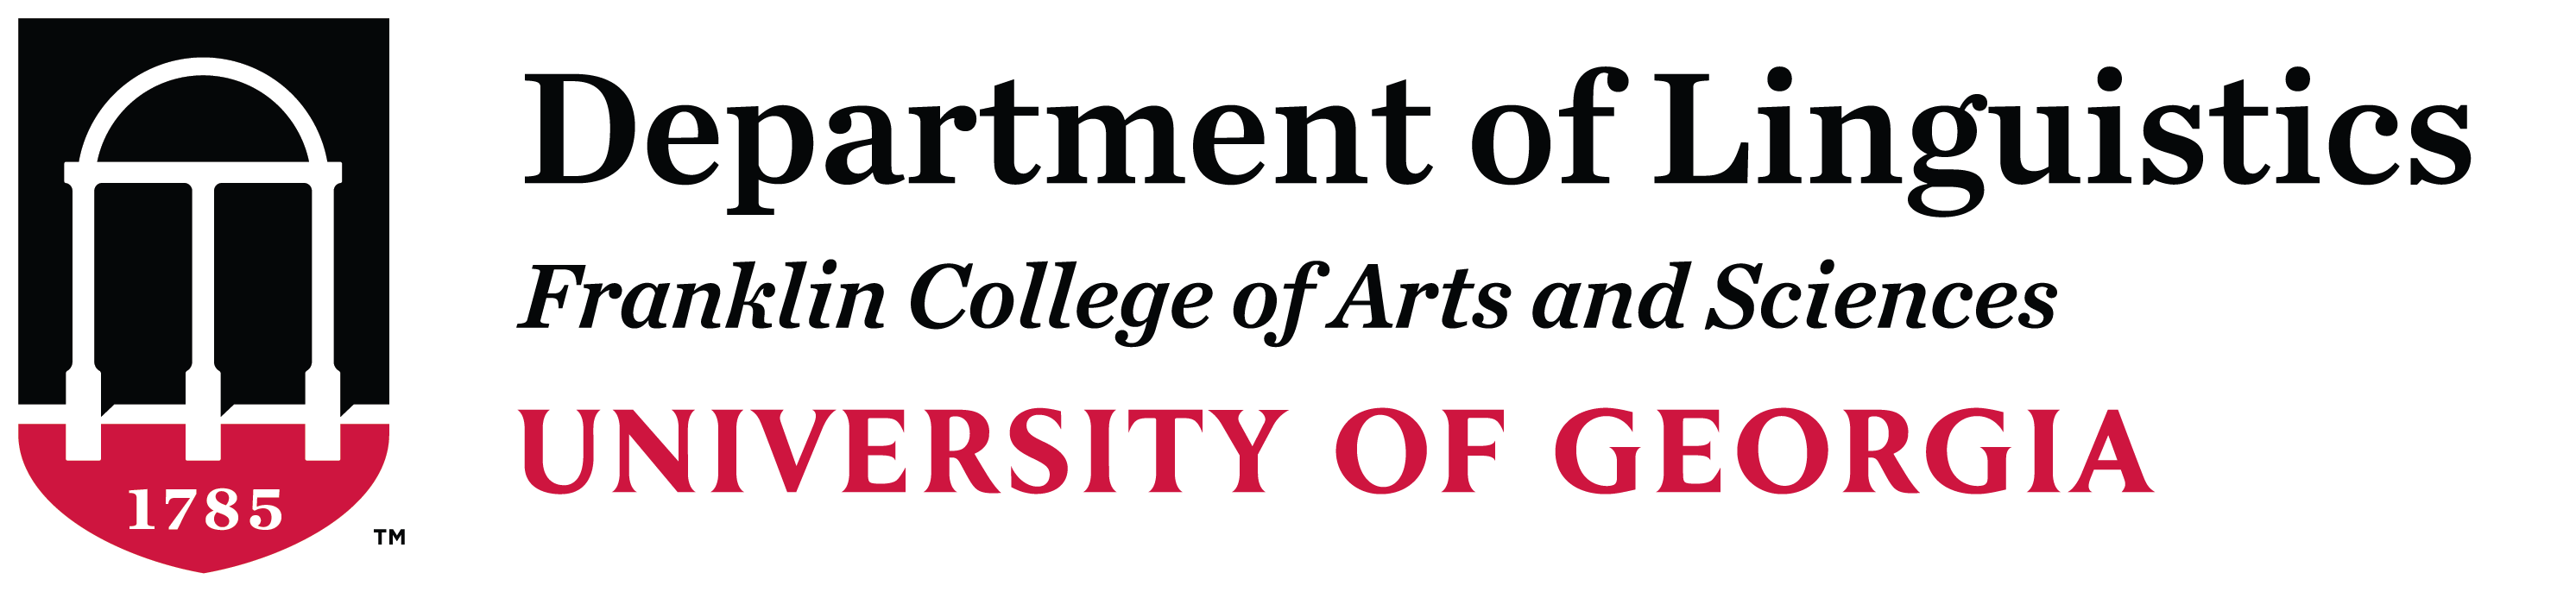 Department of Linguistics
Franklin College of Arts and Sciences
UNIVERSITY OF GEORGIA
1785
TM